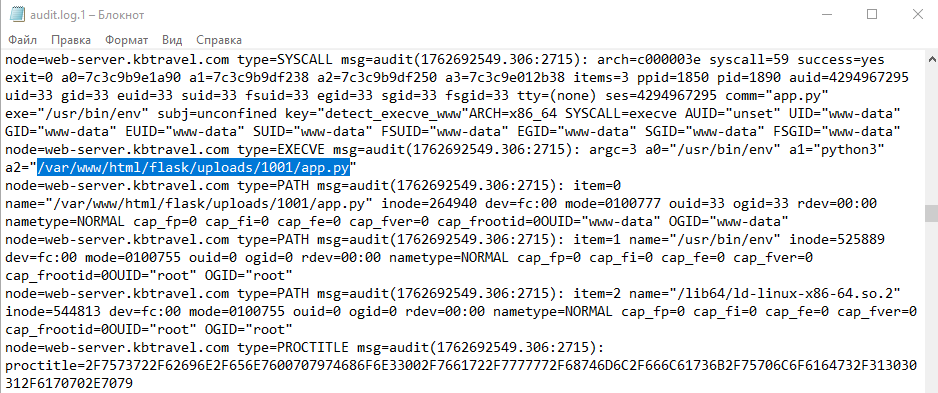 audit.log.1 – Блокнот
Файл Правка Формат Вид Справка
node=web-server.kbtravel.com type=SYSCALL msg=audit(1762692549.306:2715): arch=c000003e syscall=59 success=yes
exit=0 a0=7c3c9b9e1a90 a1=7c3c9b9df238 a2=7c3c9b9df250 a3=7c3c9e012b38 items=3 ppid=1850 pid=1890 auid=4294967295
uid=33 gid=33 euid=33 suid=33 fsuid=33 egid=33 sgid=33 fsgid=33 tty=(none) ses=4294967295 comm="app.py"
exe="/usr/bin/env" subj=unconfined key="detect_execve_www"ARCH=x86_64 SYSCALL=execve AUID="unset" UID="www-data"
GID="www-data" EUID="www-data" SUID="www-data" FSUID="www-data" EGID="www-data" SGID="www-data" FSGID="www-data"
node=web-server.kbtravel.com type=EXECVE msg=audit(1762692549.306:2715): argc=3 a0="/usr/bin/env" a1="python3"
a2="/var/www/html/flask/uploads/1001/app.py"
node=web-server.kbtravel.com type=PATH msg=audit(1762692549.306:2715): item=0
name="/var/www/html/flask/uploads/1001/app.py" inode=264940 dev=fc:00 mode=0100777 ouid=33 ogid=33 rdev=00:00
nametype=NORMAL cap_fp=0 cap_fi=0 cap_fe=0 cap_fver=0 cap_frootid=0OUID="www-data" OGID="www-data"
node=web-server.kbtravel.com type=PATH msg=audit(1762692549.306:2715): item=1 name="/usr/bin/env" inode=525889
dev=fc:00 mode=0100755 ouid=0 ogid=0 rdev=00:00 nametype=NORMAL cap_fp=0 cap_fi=0 cap_fe=0 cap_fver=0
cap_frootid=0OUID="root" OGID="root"
node=web-server.kbtravel.com type=PATH msg=audit(1762692549.306:2715): item=2 name="/lib64/ld-linux-x86-64.so.2"
inode=544813 dev=fc:00 mode=0100755 ouid=0 ogid=0 rdev=00:00 nametype=NORMAL cap_fp=0 cap_fi=0 cap_fe=0 cap_fver=0
cap_frootid=0OUID="root" OGID="root"
node=web-server.kbtravel.com type=PROCTITLE msg=audit(1762692549.306:2715):
proctitle=2F7573722F62696E2F656E7600707974686F6E33002F7661722F7777772F68746D6C2F666C61736B2F75706C6F6164732F313030
312F6170702E7079